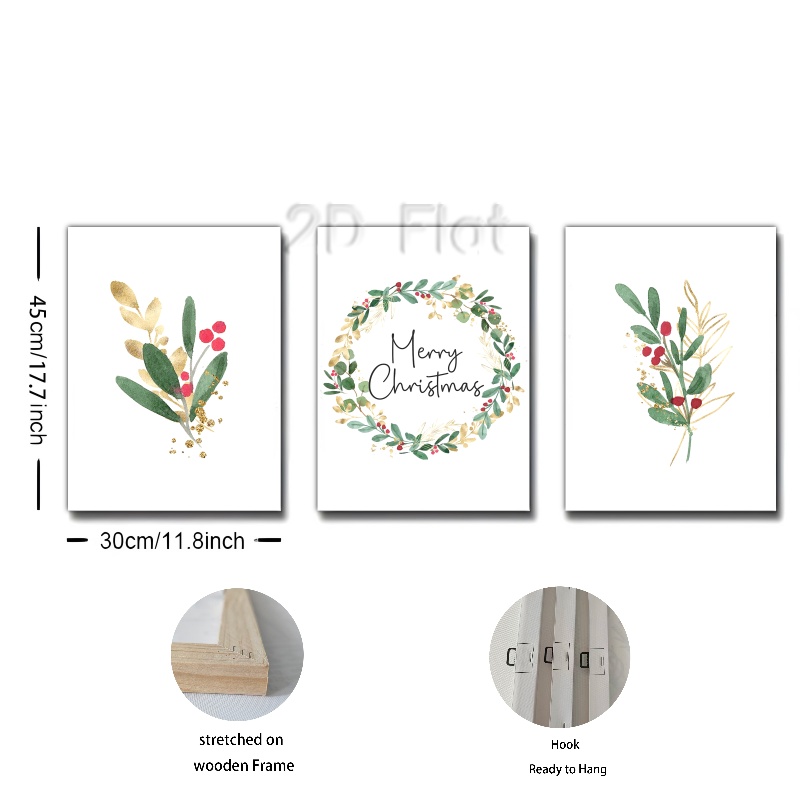 2D Flat
45cm/17.7inch
Merry
Christmas
30cm/11.8inch
stretched on
wooden Frame
Hook
Ready to Hang